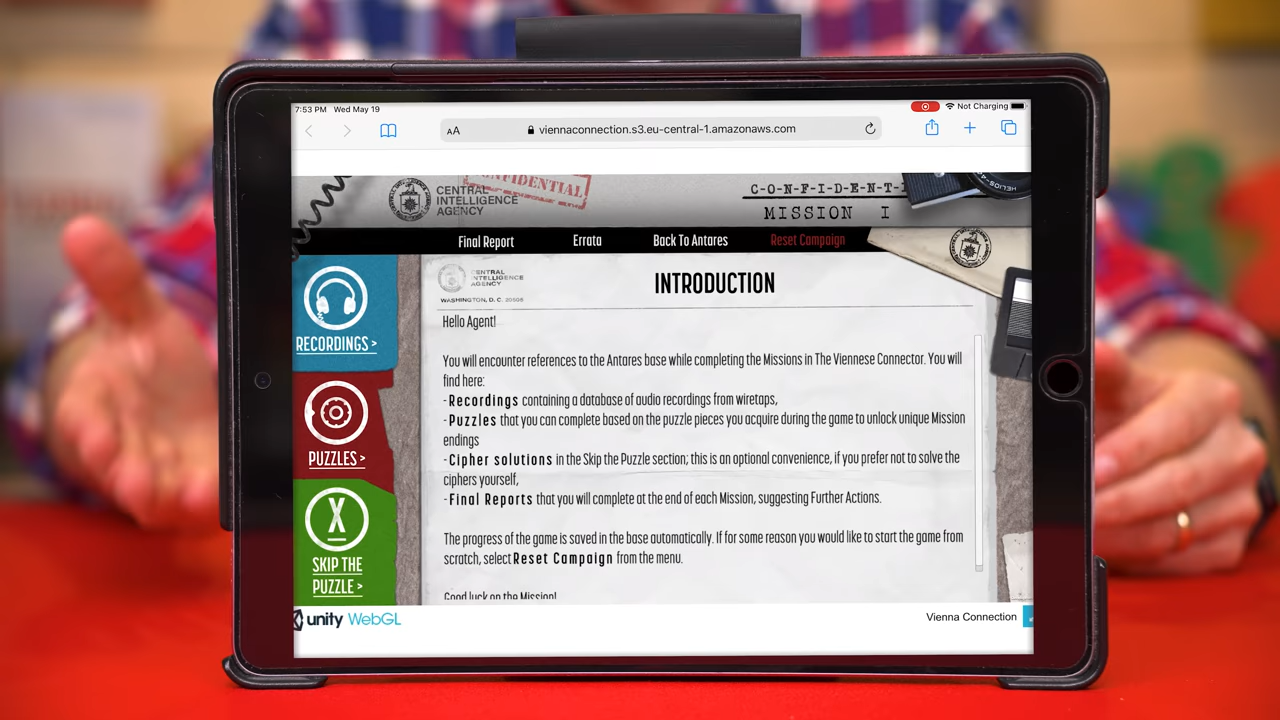 7:53 PM Wed May 19
Not Charging
AA viennaconnection.s3.eu-central-1.amazonaws.com
CENTRAL
INTELLIGENCE
AGENCY
C-O-N-F-I-D-E-N-T-
MISSION I
HELIOS-4
Final Report Errata Back To Antares Reset Campaign
CENTRAL
INTELLIGENCE
AGENCY
WASHINGTON, D. C. 20505
INTRODUCTION
Hello Agent!
You will encounter references to the Antares base while completing the Missions in The Viennese Connector. You will
find here:
- Recordings containing a database of audio recordings from wiretaps,
- Puzzles that you can complete based on the puzzle pieces you acquire during the game to unlock unique Mission
endings
- Cipher solutions in the Skip the Puzzle section; this is an optional convenience, if you prefer not to solve the
ciphers yourself,
- Final Reports that you will complete at the end of each Mission, suggesting Further Actions.
The progress of the game is saved in the base automatically. If for some reason you would like to start the game from
scratch, select Reset Campaign from the menu.
Good luck on the Mission!
RECORDINGS >
PUZZLES >
X
SKIP THE
PUZZLE >
unity WebGL
Vienna Connection